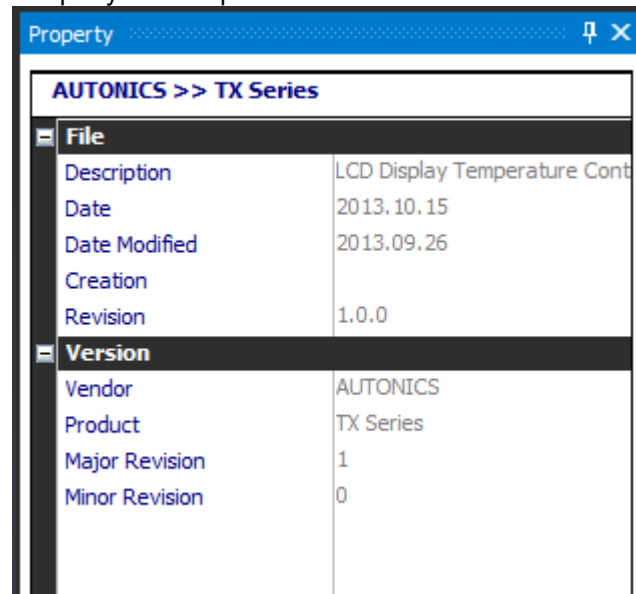 Property
AUTONICS >> TX Series
File
Description LCD Display Temperature Cont
Date 2013.10.15
Date Modified 2013.09.26
Creation
Revision 1.0.0
Version
Vendor AUTONICS
Product TX Series
Major Revision 1
Minor Revision 0